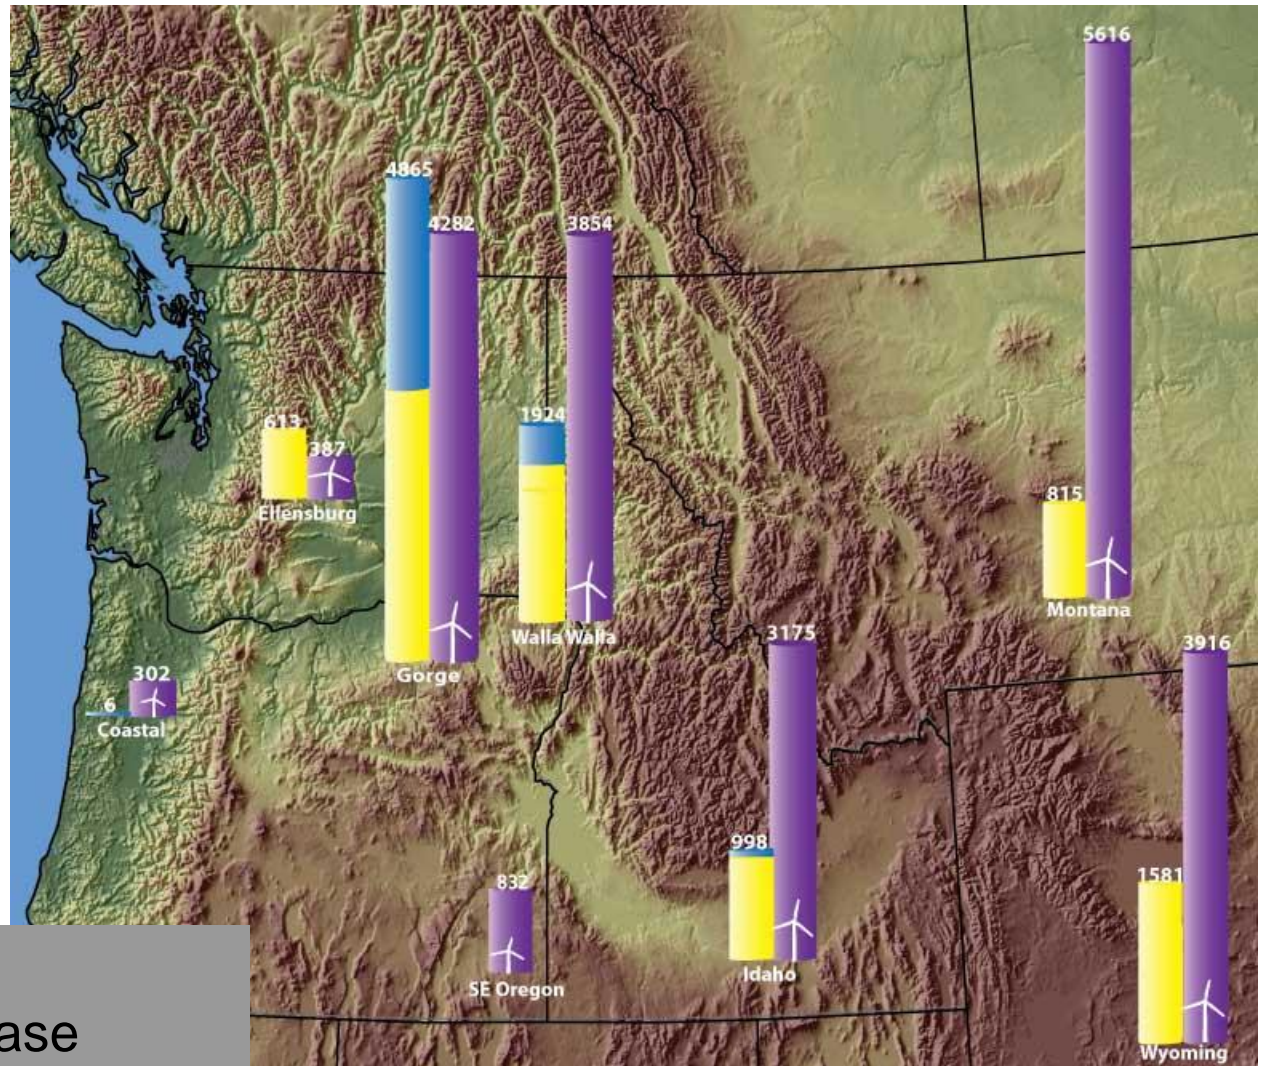 5616
4865
4282
3854
1924
613
387
Ellensburg
815
Montana
Walla Walla
3175
3916
Gorge
302
6
Coastal
998
832
1581
Idaho
SE Oregon
ase
Wyoming